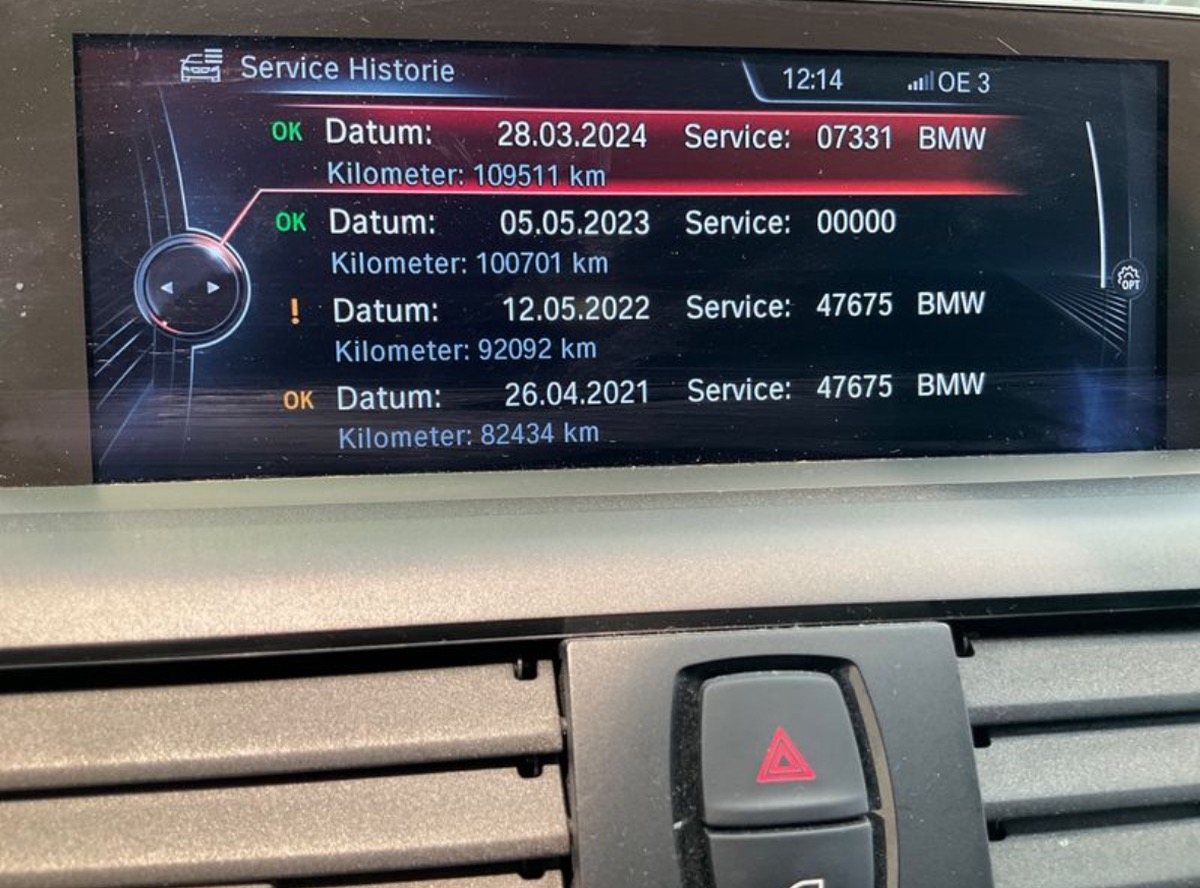 Service Historie 12:14 OE 3
OK Datum: 28.03.2024 Service: 07331 BMW
Kilometer: 109511 km
OK Datum: 05.05.2023 Service: 00000
Kilometer: 100701 km
! Datum: 12.05.2022 Service: 47675 BMW
Kilometer: 92092 km
OK Datum: 26.04.2021 Service: 47675 BMW
Kilometer: 82434 km
OPT